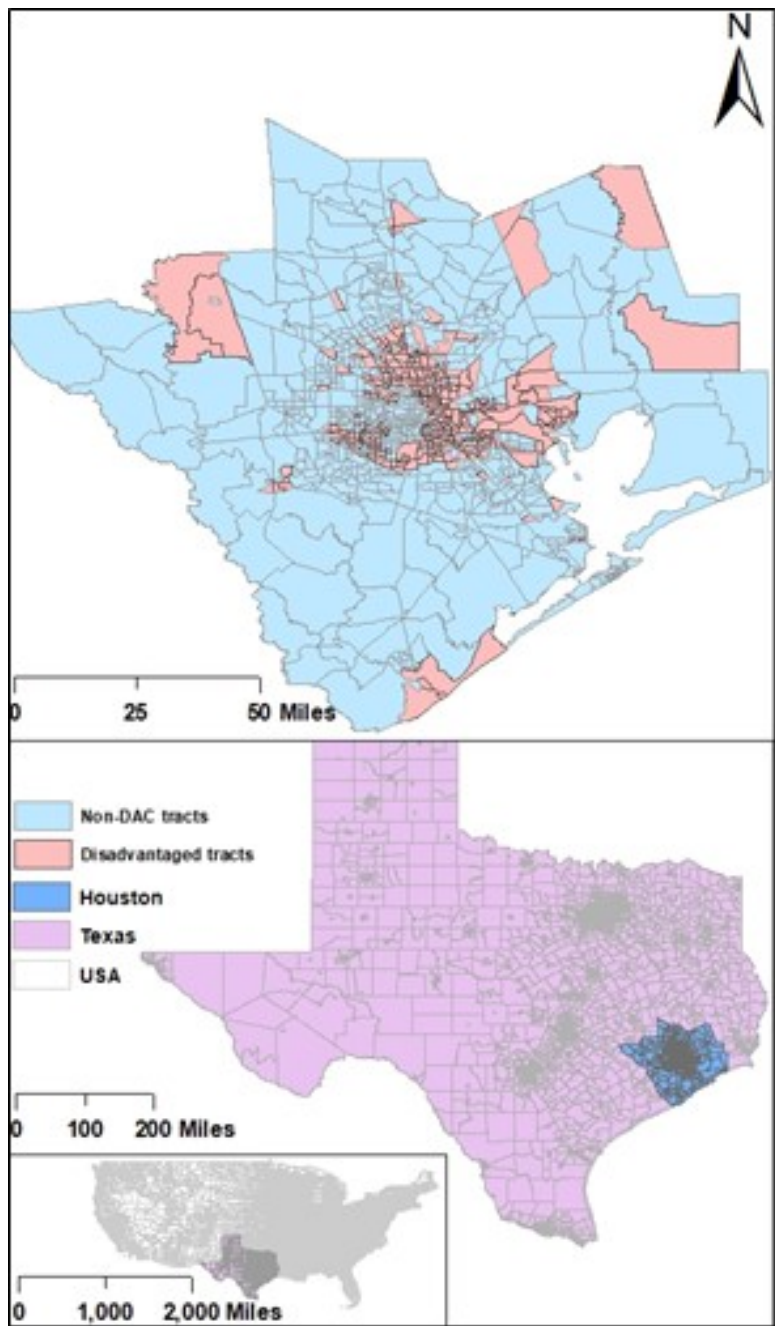 N
0 25 50 Miles
Non-DAC tracts
Disadvantaged tracts
Houston
Texas
USA
0 100 200 Miles
0 1,000 2,000 Miles